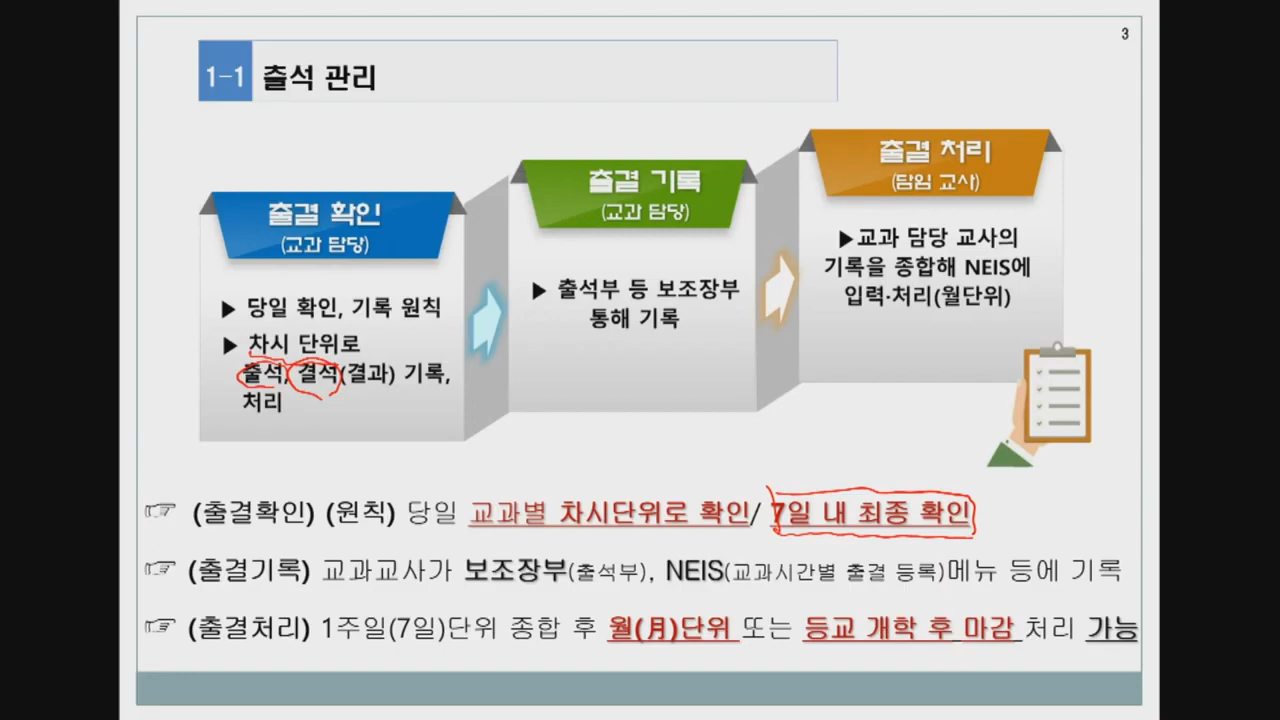 3
1-1 출석 관리
출결 확인
(교과 담당)
▶ 당일 확인, 기록 원칙
▶ 차시 단위로
출석, 결석(결과) 기록,
처리
출결 기록
(교과 담당)
▶ 출석부 등 보조장부
통해 기록
출결 처리
(담임 교사)
▶교과 담당 교사의
기록을 종합해 NEIS에
입력·처리(월단위)
☞ (출결확인) (원칙) 당일 교과별 차시단위로 확인/ 7일 내 최종 확인
☞ (출결기록) 교과교사가 보조장부(출석부), NEIS(교과시간별 출결 등록)메뉴 등에 기록
☞ (출결처리) 1주일(7일)단위 종합 후 월(月)단위 또는 등교 개학 후 마감 처리 가능